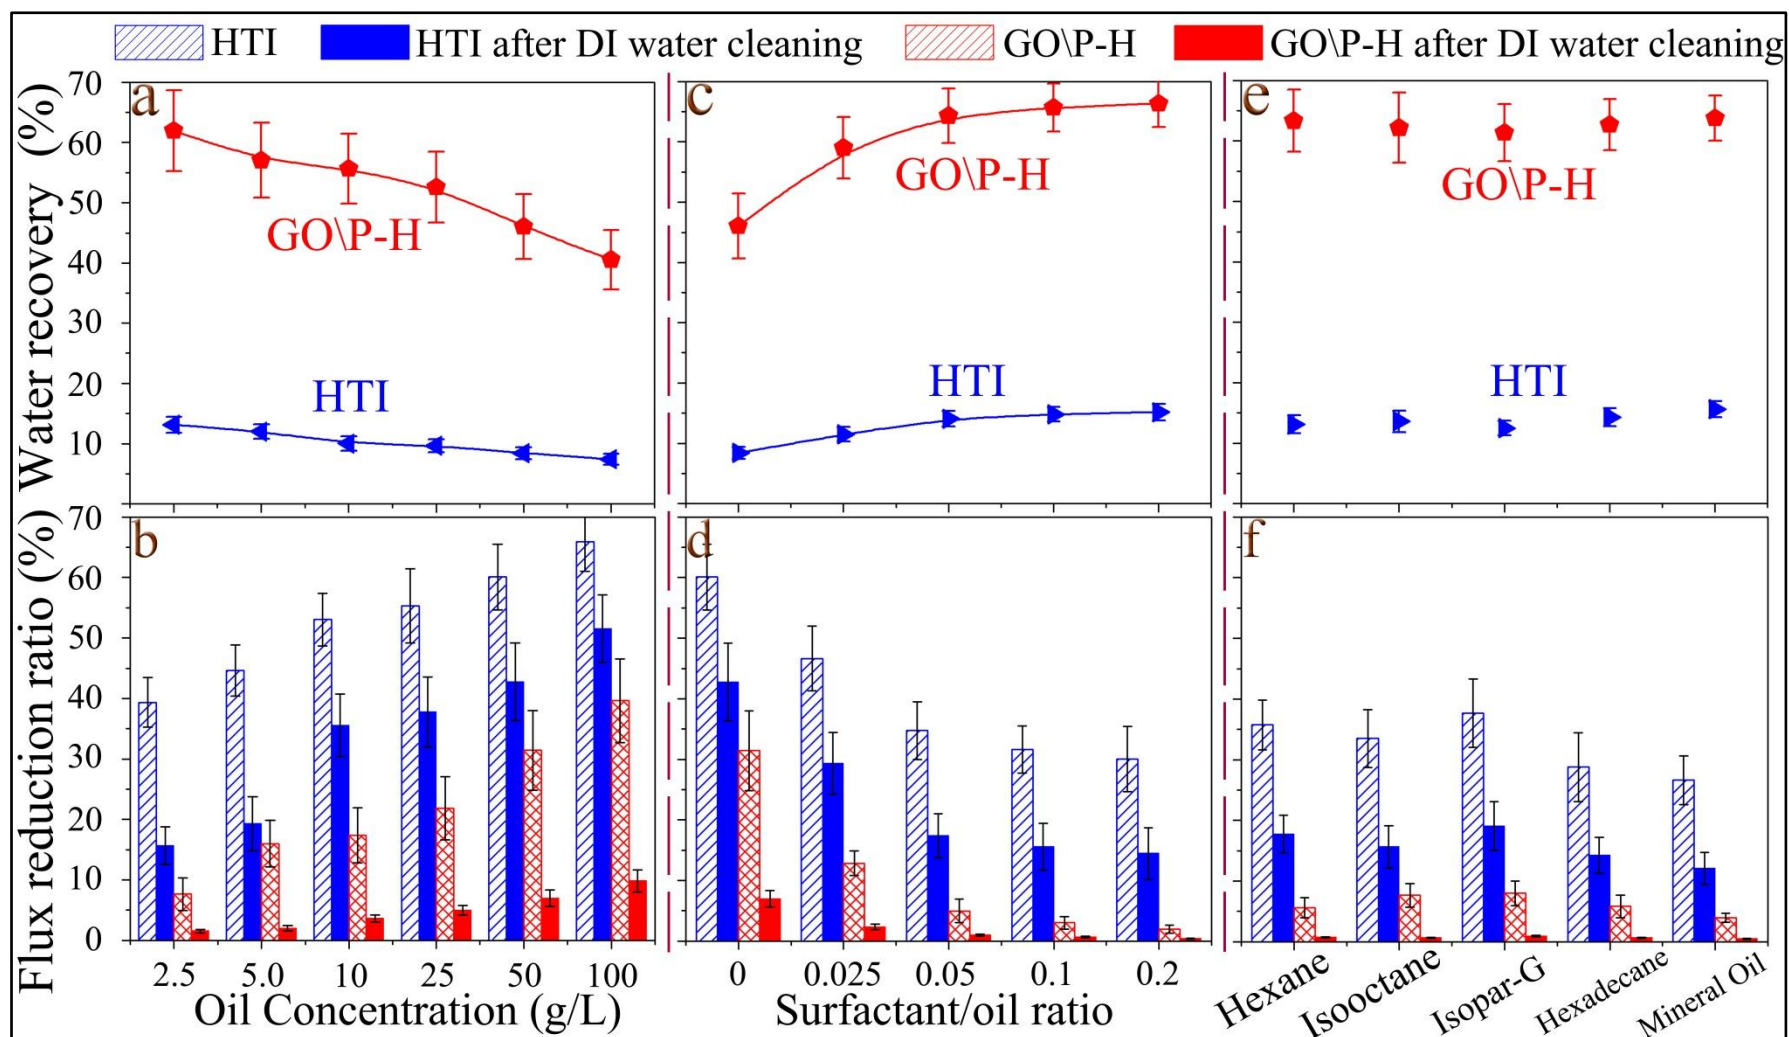 HTI HTI after DI water cleaning GO\P-H GO\P-H after DI water cleaning
Water recovery (%)
70
60
50
40
30
20
10
a
GO\P-H
HTI
c
GO\P-H
HTI
e
GO\P-H
HTI
Flux reduction ratio (%)
70
60
50
40
30
20
10
0
b
2.5 5.0 10 25 50 100
Oil Concentration (g/L)
d
0 0.025 0.05 0.1 0.2
Surfactant/oil ratio
f
Hexane
Isooctane
Isopar-G
Hexadecane
Mineral Oil